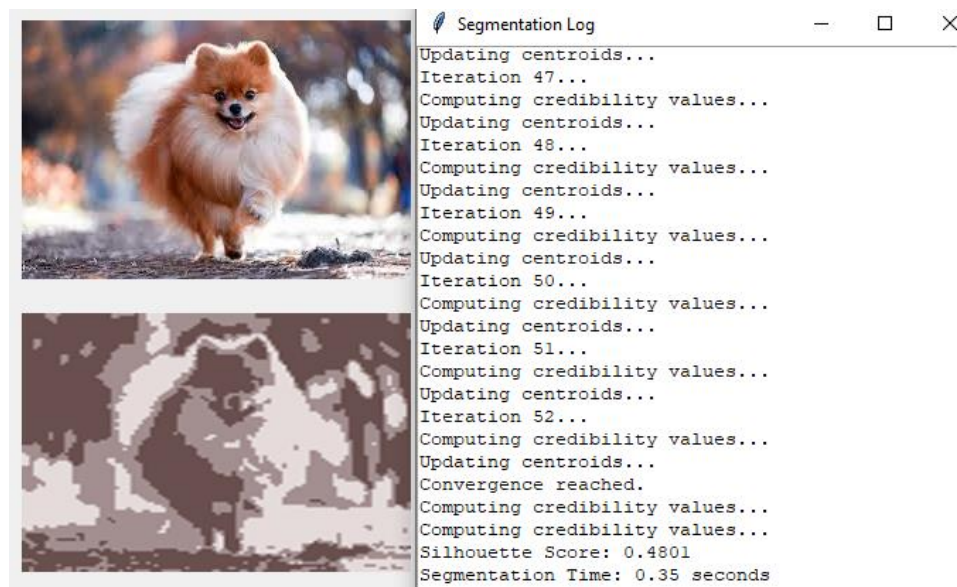 Segmentation Log
Updating centroids...
Iteration 47...
Computing credibility values...
Updating centroids...
Iteration 48...
Computing credibility values...
Updating centroids...
Iteration 49...
Computing credibility values...
Updating centroids...
Iteration 50...
Computing credibility values...
Updating centroids...
Iteration 51...
Computing credibility values...
Updating centroids...
Iteration 52...
Computing credibility values...
Updating centroids...
Convergence reached.
Computing credibility values...
Computing credibility values...
Silhouette Score: 0.4801
Segmentation Time: 0.35 seconds